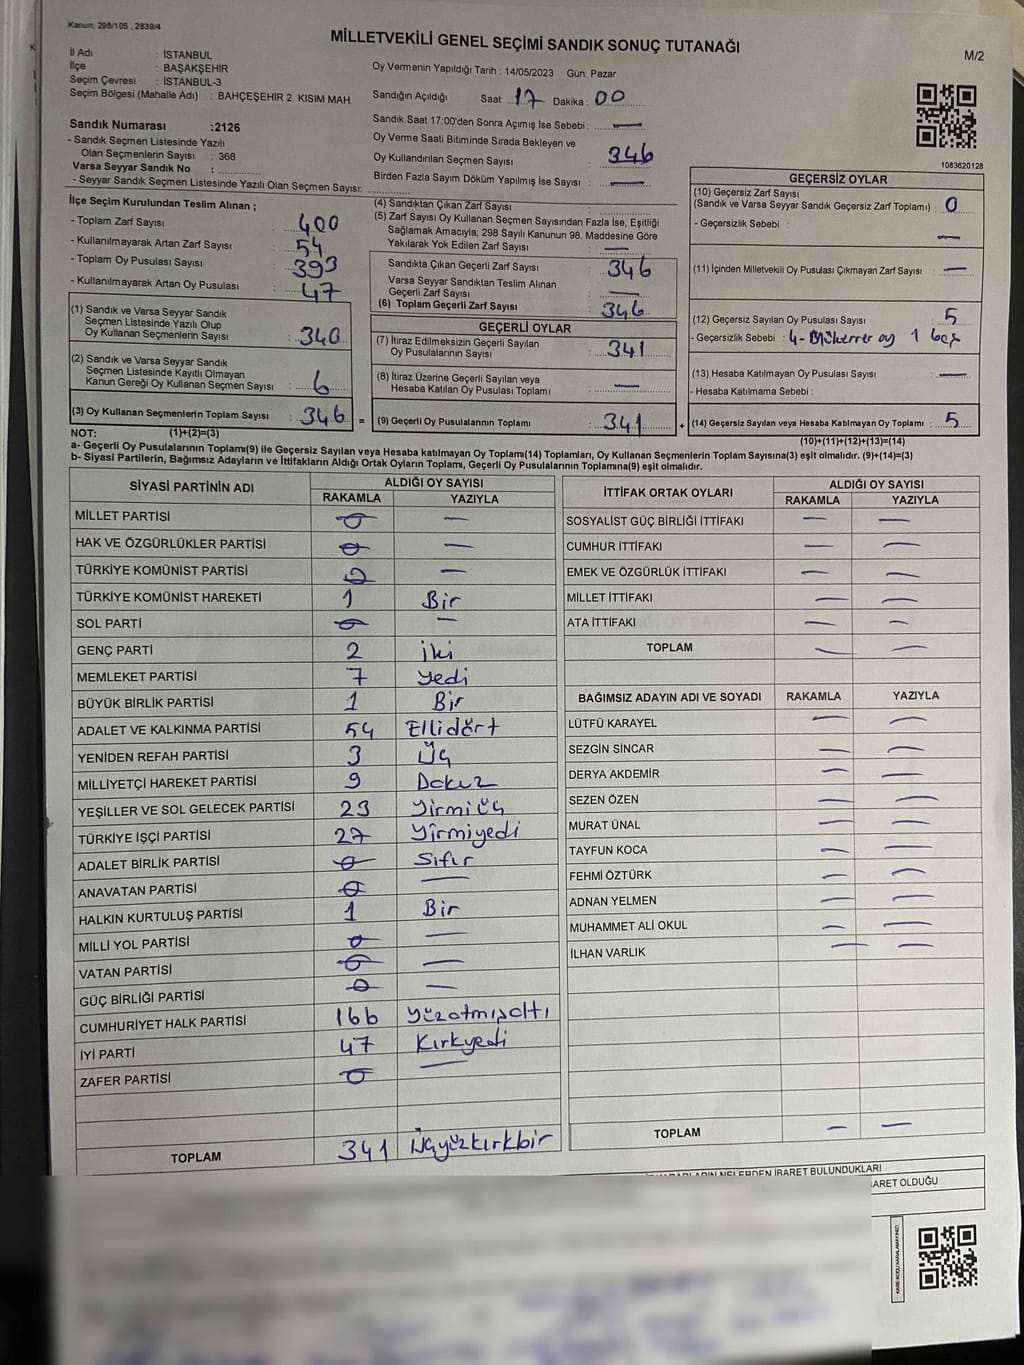 Kanun; 298/105 , 2839/4
MİLLETVEKİLİ GENEL SEÇİMİ SANDIK SONUÇ TUTANAĞI
M/2
İl Adı : İSTANBUL
İlçe : BAŞAKŞEHİR
Seçim Çevresi : İSTANBUL-3
Seçim Bölgesi (Mahalle Adı) : BAHÇEŞEHİR 2. KISIM MAH.
Sandık Numarası :2126
- Sandık Seçmen Listesinde Yazılı
Olan Seçmenlerin Sayısı : 368
Varsa Seyyar Sandık No :
- Seyyar Sandık Seçmen Listesinde Yazılı Olan Seçmen Sayısı:
Oy Vermenin Yapıldığı Tarih : 14/05/2023 Gün: Pazar
Sandığın Açıldığı Saat : 17 Dakika : 00
Sandık Saat 17:00'den Sonra Açımış İse Sebebi : —
Oy Verme Saati Bitiminde Sırada Bekleyen ve
Oy Kullandırılan Seçmen Sayısı : 346
Birden Fazla Sayım Döküm Yapılmış İse Sayısı : —
1083620128
İlçe Seçim Kurulundan Teslim Alınan ;
- Toplam Zarf Sayısı : 400
- Kullanılmayarak Artan Zarf Sayısı : 54
- Toplam Oy Pusulası Sayısı : 393
- Kullanılmayarak Artan Oy Pusulası : 47
(1) Sandık ve Varsa Seyyar Sandık
Seçmen Listesinde Yazılı Olup
Oy Kullanan Seçmenlerin Sayısı : 340
(2) Sandık ve Varsa Seyyar Sandık
Seçmen Listesinde Kayıtlı Olmayan
Kanun Gereği Oy Kullanan Seçmen Sayısı : 6
(3) Oy Kullanan Seçmenlerin Toplam Sayısı : 346 =
(4) Sandıktan Çıkan Zarf Sayısı :
(5) Zarf Sayısı Oy Kullanan Seçmen Sayısından Fazla İse, Eşitliği
Sağlamak Amacıyla; 298 Sayılı Kanunun 98. Maddesine Göre
Yakılarak Yok Edilen Zarf Sayısı : —
Sandıkta Çıkan Geçerli Zarf Sayısı : 346
Varsa Seyyar Sandıktan Teslim Alınan
Geçerli Zarf Sayısı : —
(6) Toplam Geçerli Zarf Sayısı : 346
GEÇERLİ OYLAR
(7) İtiraz Edilmeksizin Geçerli Sayılan
Oy Pusulalarının Sayısı : 341
(8) İtiraz Üzerine Geçerli Sayılan veya
Hesaba Katılan Oy Pusulası Toplamı : —
(9) Geçerli Oy Pusulalarının Toplamı : 341 +
GEÇERSİZ OYLAR
(10) Geçersiz Zarf Sayısı
(Sandık ve Varsa Seyyar Sandık Geçersiz Zarf Toplamı) : 0
- Geçersizlik Sebebi : —
(11) İçinden Milletvekili Oy Pusulası Çıkmayan Zarf Sayısı : —
(12) Geçersiz Sayılan Oy Pusulası Sayısı : 5
- Geçersizlik Sebebi : 4- Mükerrer oy 1 boş
(13) Hesaba Katılmayan Oy Pusulası Sayısı : —
- Hesaba Katılmama Sebebi :
(14) Geçersiz Sayılan veya Hesaba Katılmayan Oy Toplamı : 5
NOT: (1)+(2)=(3) (10)+(11)+(12)+(13)=(14)
a- Geçerli Oy Pusulalarının Toplamı(9) ile Geçersiz Sayılan veya Hesaba katılmayan Oy Toplamı(14) Toplamları, Oy Kullanan Seçmenlerin Toplam Sayısına(3) eşit olmalıdır. (9)+(14)=(3)
b- Siyasi Partilerin, Bağımsız Adayların ve İttifakların Aldığı Ortak Oyların Toplamı, Geçerli Oy Pusulalarının Toplamına(9) eşit olmalıdır.
SİYASİ PARTİNİN ADI ALDIĞI OY SAYISI
RAKAMLA YAZIYLA
MİLLET PARTİSİ 0 —
HAK VE ÖZGÜRLÜKLER PARTİSİ 0 —
TÜRKİYE KOMÜNİST PARTİSİ 0 —
TÜRKİYE KOMÜNİST HAREKETİ 1 Bir
SOL PARTİ 0 —
GENÇ PARTİ 2 iki
MEMLEKET PARTİSİ 7 yedi
BÜYÜK BİRLİK PARTİSİ 1 Bir
ADALET VE KALKINMA PARTİSİ 54 Ellidört
YENİDEN REFAH PARTİSİ 3 Üç
MİLLİYETÇİ HAREKET PARTİSİ 9 Dokuz
YEŞİLLER VE SOL GELECEK PARTİSİ 23 Yirmiüç
TÜRKİYE İŞÇİ PARTİSİ 27 Yirmiyedi
ADALET BİRLİK PARTİSİ 0 Sıfır
ANAVATAN PARTİSİ 0 —
HALKIN KURTULUŞ PARTİSİ 1 Bir
MİLLİ YOL PARTİSİ 0 —
VATAN PARTİSİ 0 —
GÜÇ BİRLİĞİ PARTİSİ 0 —
CUMHURİYET HALK PARTİSİ 166 yüzatmışaltı
İYİ PARTİ 47 Kırkyedi
ZAFER PARTİSİ 0 —
TOPLAM 341 Üçyüzkırkbir
İTTİFAK ORTAK OYLARI ALDIĞI OY SAYISI
RAKAMLA YAZIYLA
SOSYALİST GÜÇ BİRLİĞİ İTTİFAKI — —
CUMHUR İTTİFAKI — —
EMEK VE ÖZGÜRLÜK İTTİFAKI — —
MİLLET İTTİFAKI — —
ATA İTTİFAKI — —
TOPLAM — —
BAĞIMSIZ ADAYIN ADI VE SOYADI RAKAMLA YAZIYLA
LÜTFÜ KARAYEL — —
SEZGİN SİNCAR — —
DERYA AKDEMİR — —
SEZEN ÖZEN — —
MURAT ÜNAL — —
TAYFUN KOCA — —
FEHMİ ÖZTÜRK — —
ADNAN YELMEN — —
MUHAMMET ALİ OKUL — —
İLHAN VARLIK — —
TOPLAM — —
NELERDEN İBARET BULUNDUKLARI
ARET OLDUĞU